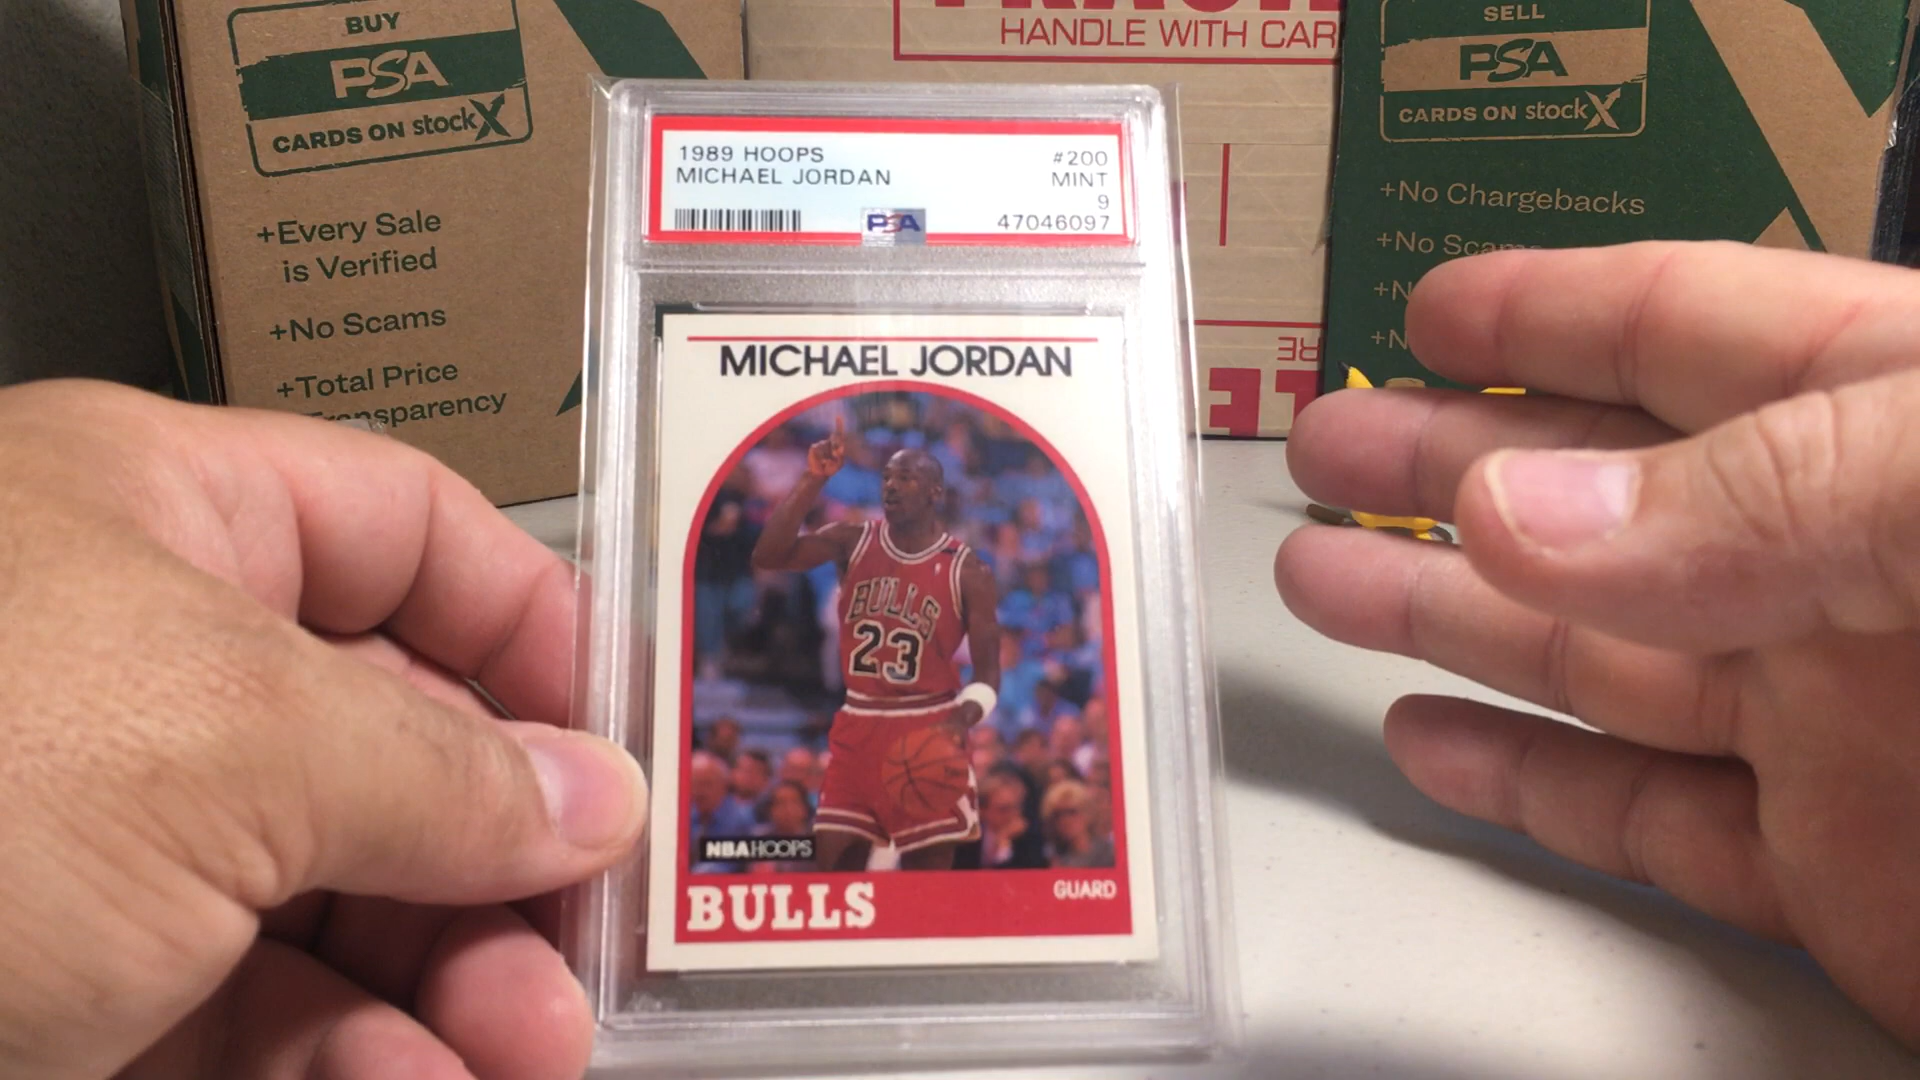 BUY
PSA
CARDS ON stockX
+Every Sale
is Verified
+No Scams
+Total Price
Transparency
HANDLE WITH CAR
SELL
PSA
CARDS ON stockX
+No Chargebacks
+No Scams
+N
+N
1989 HOOPS #200
MICHAEL JORDAN MINT
9
PSA 47046097
MICHAEL JORDAN
BULLS
23
NBA HOOPS
BULLS
GUARD